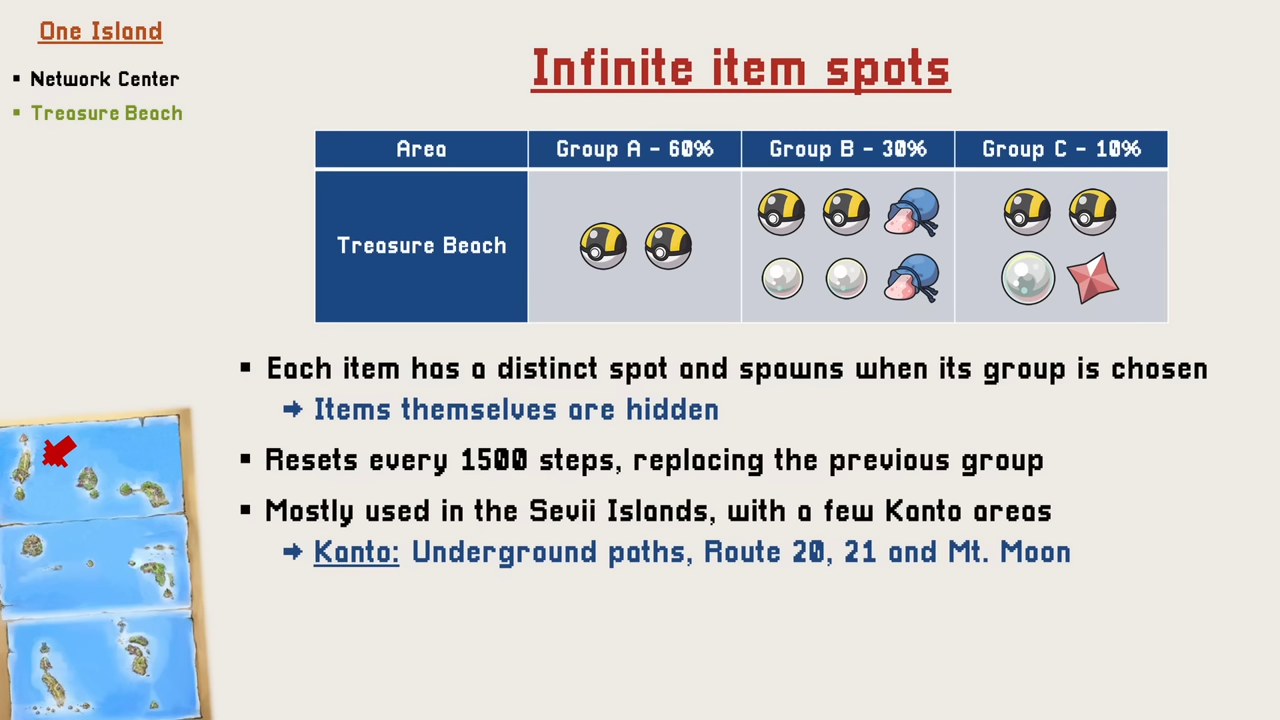 One Island
▪ Network Center
▪ Treasure Beach
Infinite item spots
Area Group A - 60% Group B - 30% Group C - 10%
Treasure Beach
▪ Each item has a distinct spot and spawns when its group is chosen
➜ Items themselves are hidden
▪ Resets every 1500 steps, replacing the previous group
▪ Mostly used in the Sevii Islands, with a few Kanto areas
➜ Kanto: Underground paths, Route 20, 21 and Mt. Moon